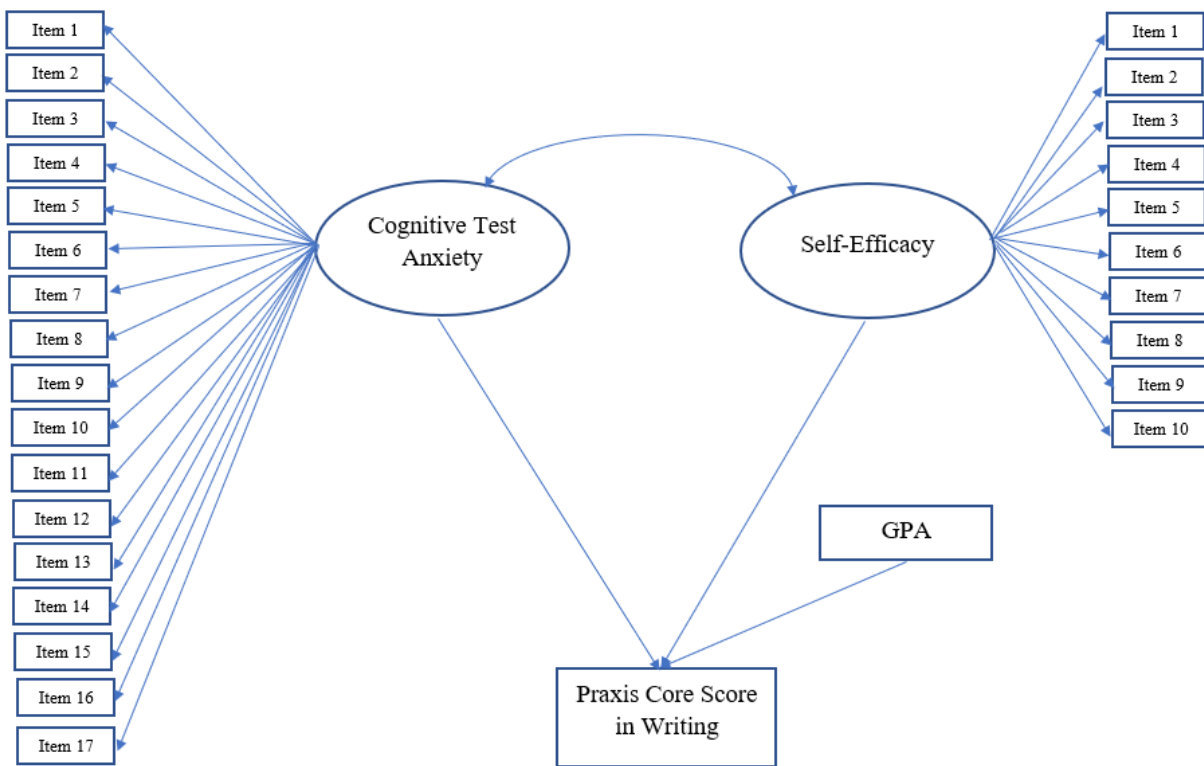 Item 1
Item 2
Item 3
Item 4
Item 5
Item 6
Item 7
Item 8
Item 9
Item 10
Item 11
Item 12
Item 13
Item 14
Item 15
Item 16
Item 17
Cognitive Test
Anxiety
Self-Efficacy
Item 1
Item 2
Item 3
Item 4
Item 5
Item 6
Item 7
Item 8
Item 9
Item 10
GPA
Praxis Core Score
in Writing